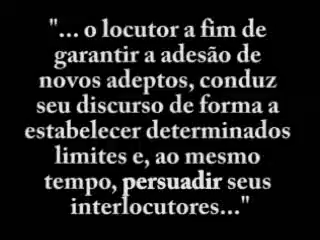 "... o locutor a fim de
garantir a adesão de
novos adeptos, conduz
seu discurso de forma a
estabelecer determinados
limites e, ao mesmo
tempo, persuadir seus
interlocutores..."